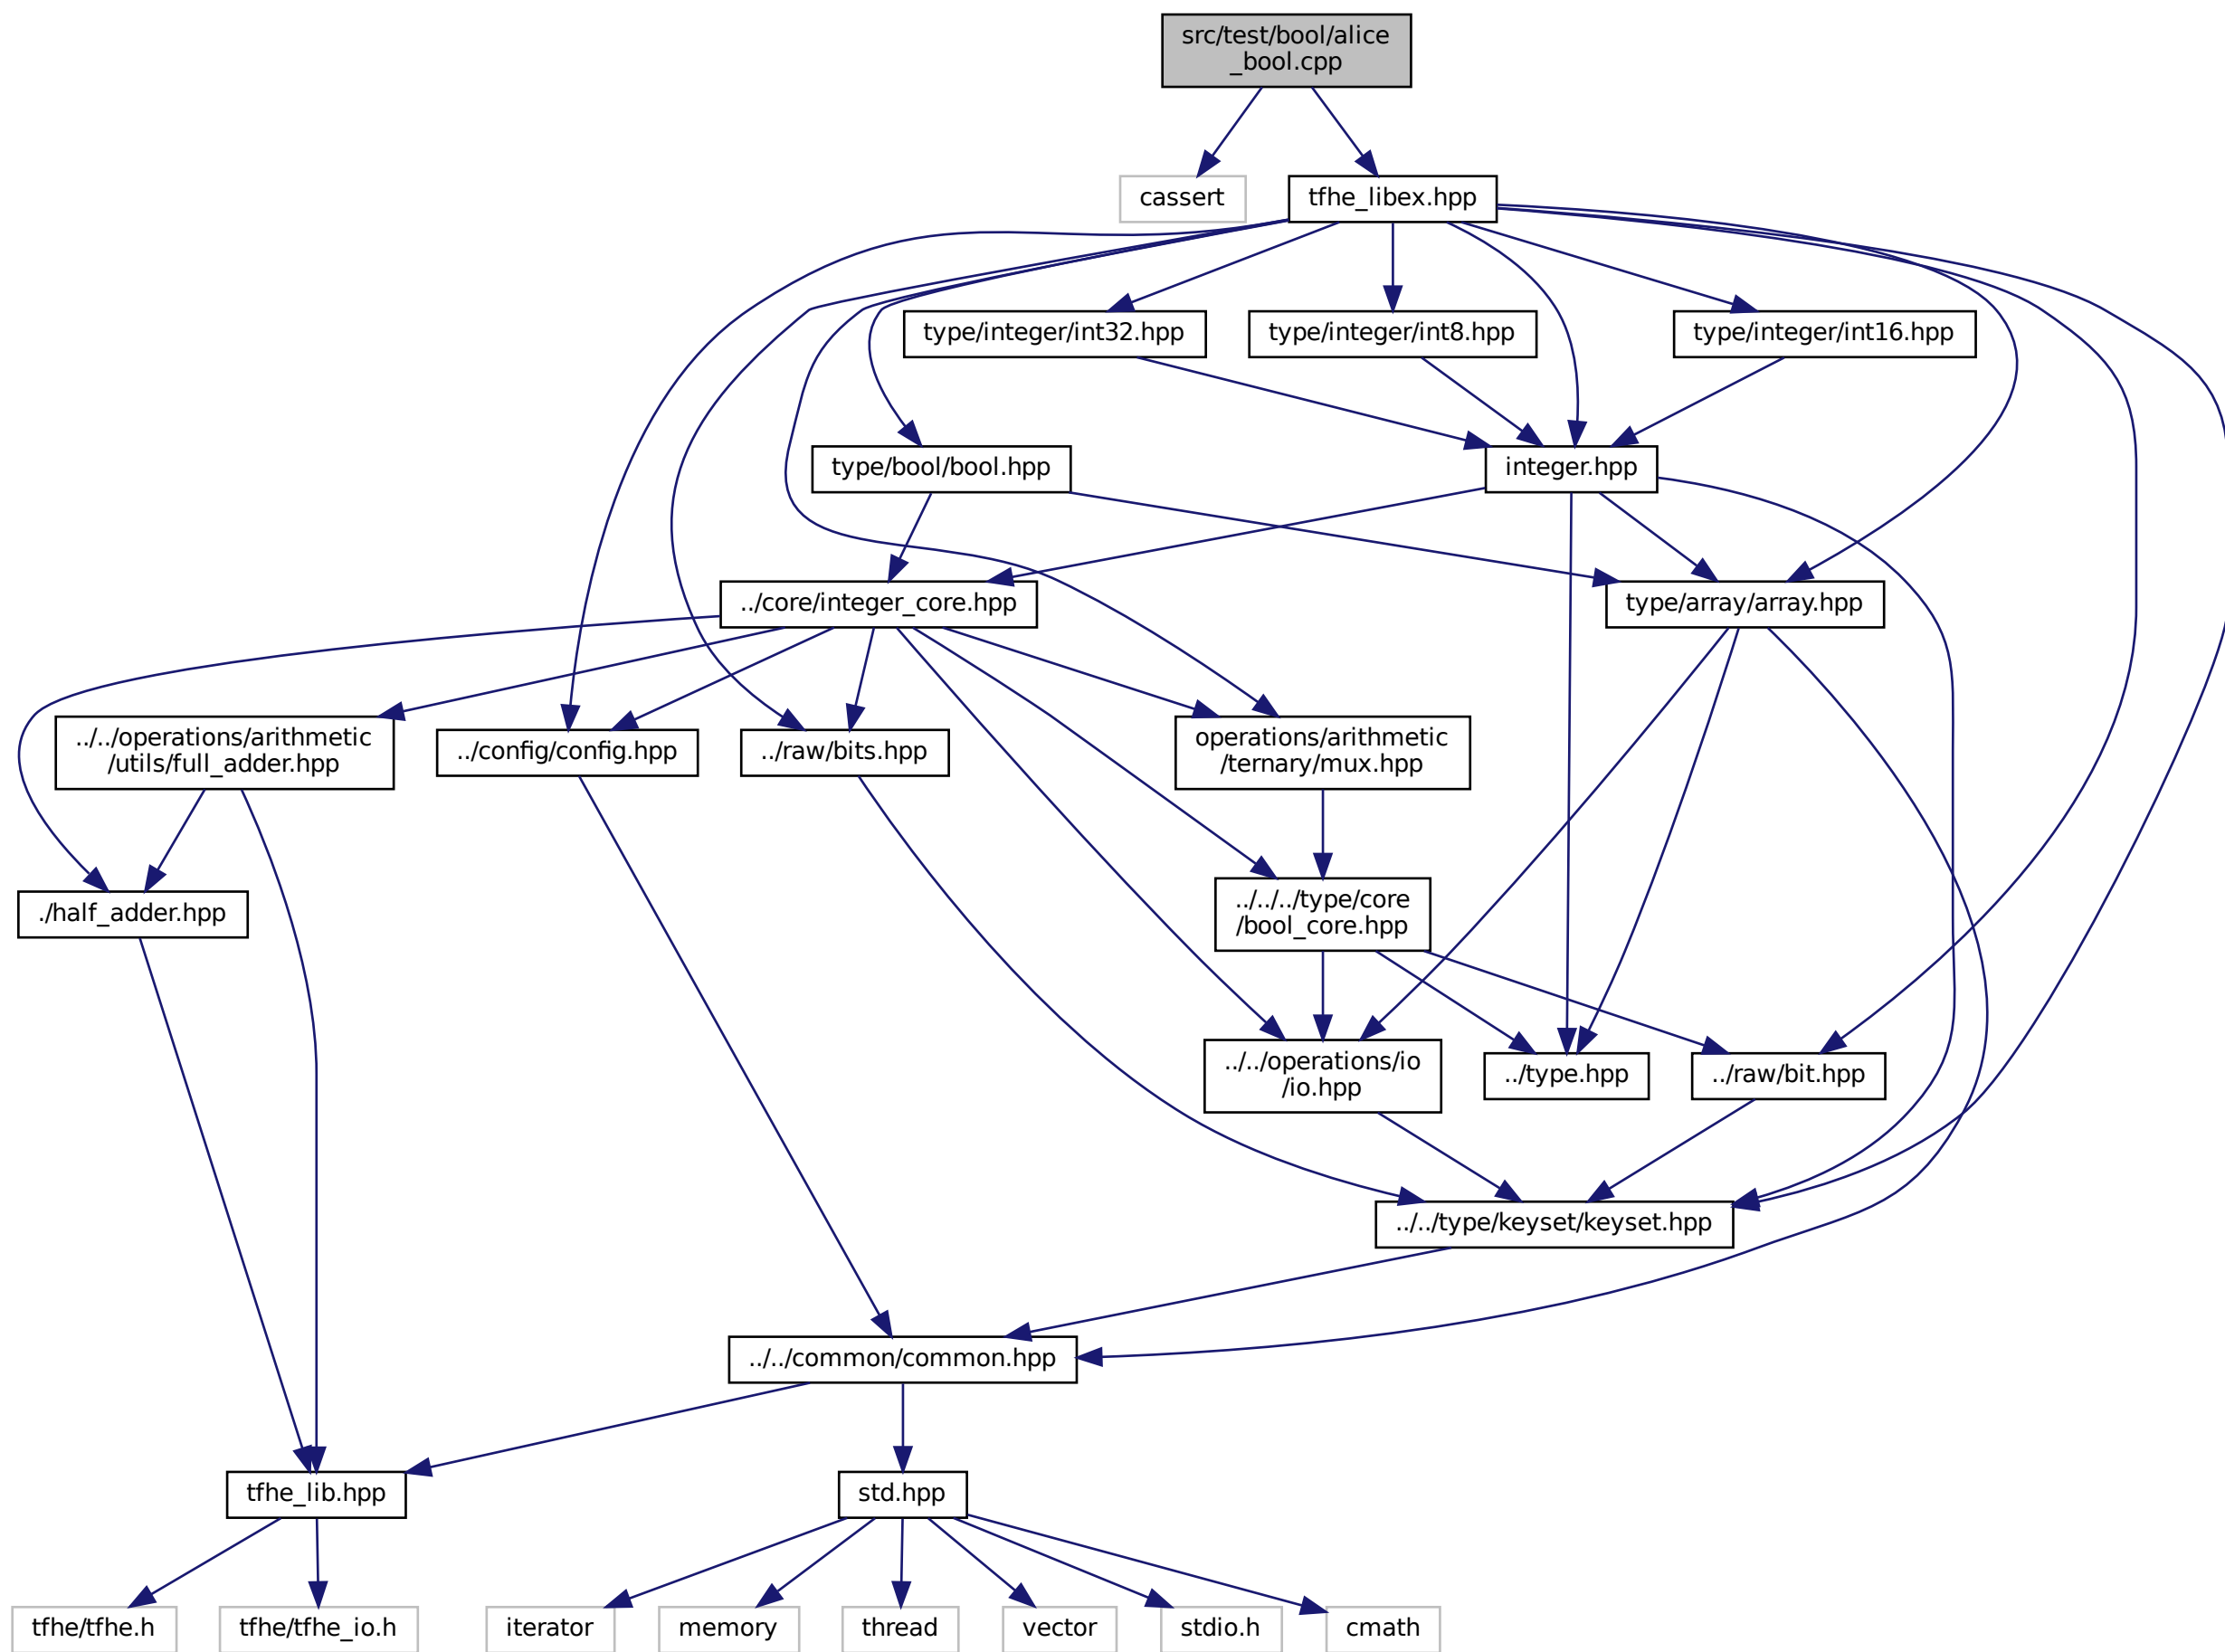 src/test/bool/alice
_bool.cpp
cassert
tfhe_libex.hpp
type/integer/int32.hpp
type/integer/int8.hpp
type/integer/int16.hpp
type/bool/bool.hpp
integer.hpp
../core/integer_core.hpp
type/array/array.hpp
../../operations/arithmetic
/utils/full_adder.hpp
../config/config.hpp
../raw/bits.hpp
operations/arithmetic
/ternary/mux.hpp
./half_adder.hpp
../../../type/core
/bool_core.hpp
../../operations/io
/io.hpp
../type.hpp
../raw/bit.hpp
../../type/keyset/keyset.hpp
../../common/common.hpp
tfhe_lib.hpp
std.hpp
tfhe/tfhe.h
tfhe/tfhe_io.h
iterator
memory
thread
vector
stdio.h
cmath